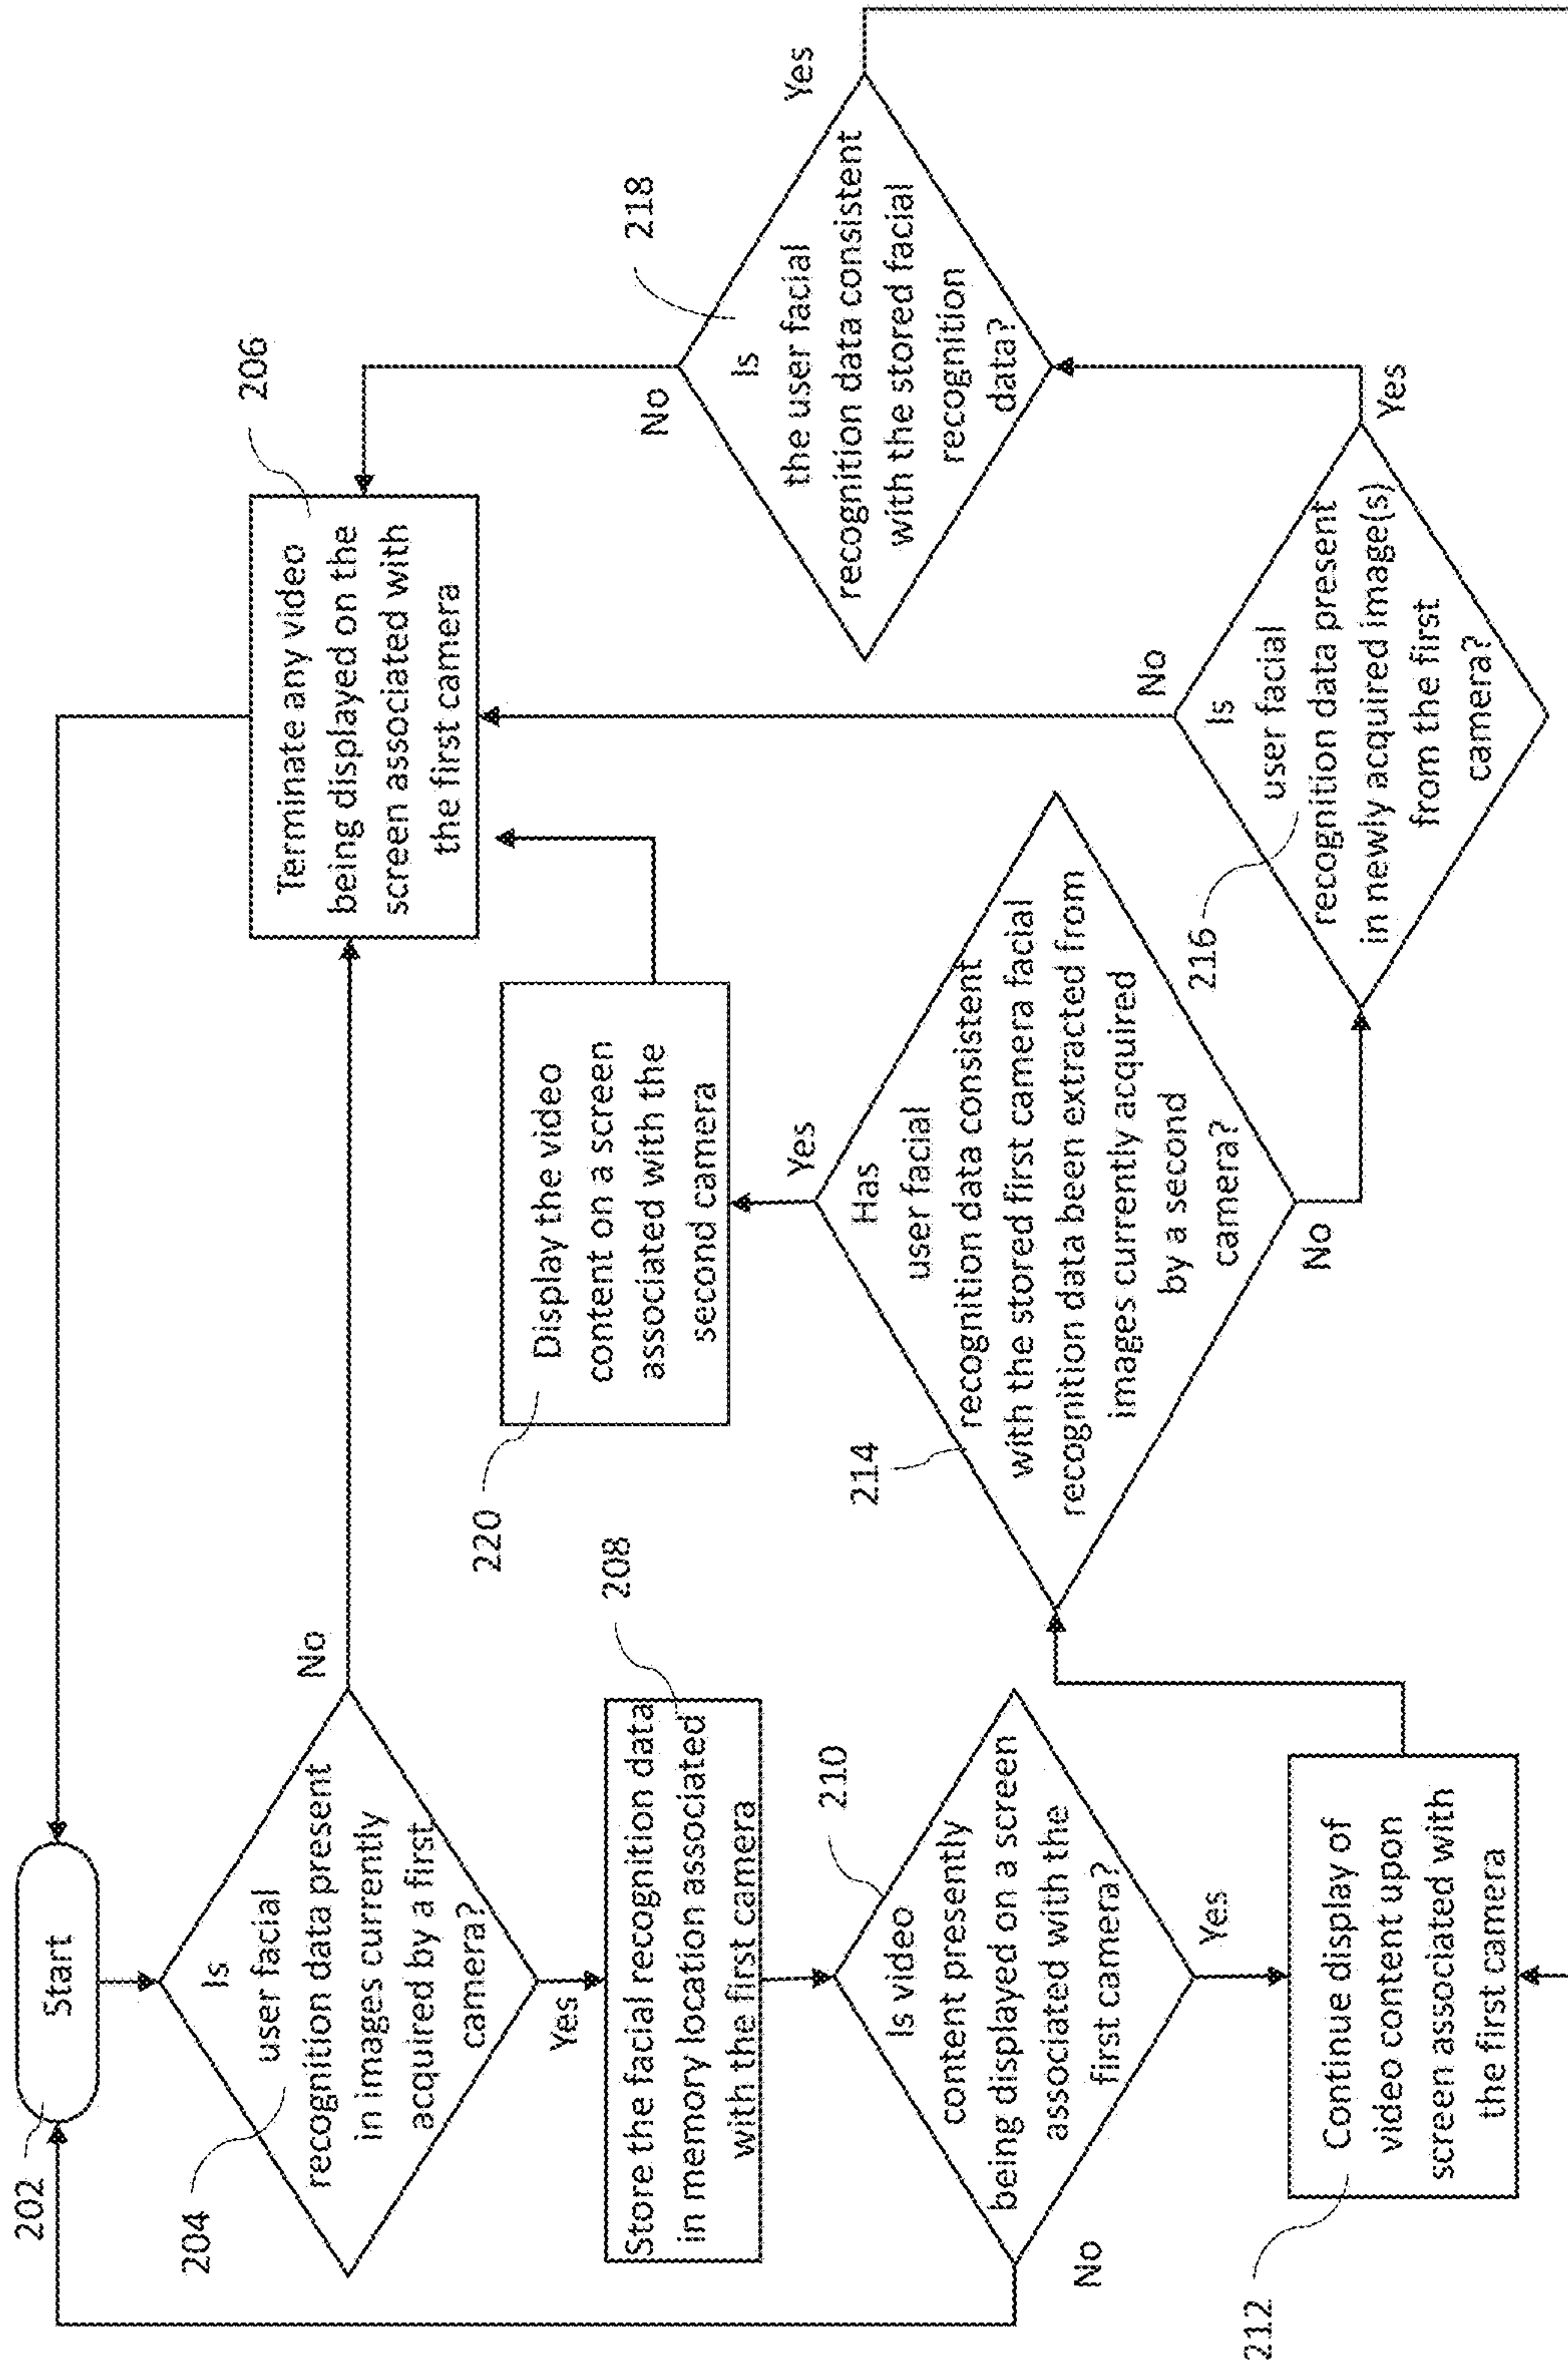 202
Start
204
Is
user facial
recognition data present
in images currently
acquired by a first
camera?
No
Yes
206
Terminate any video
being displayed on the
screen associated with
the first camera
208
Store the facial recognition data
in memory location associated
with the first camera
210
Is video
content presently
being displayed on a screen
associated with the
first camera?
No
Yes
212
Continue display of
video content upon
screen associated with
the first camera
214
Has
user facial
recognition data consistent
with the stored first camera facial
recognition data been extracted from
images currently acquired
by a second
camera?
Yes
No
220
Display the video
content on a screen
associated with the
second camera
216
Is
user facial
recognition data present
in newly acquired image(s)
from the first
camera?
No
Yes
218
Is
the user facial
recognition data consistent
with the stored facial
recognition
data?
No
Yes